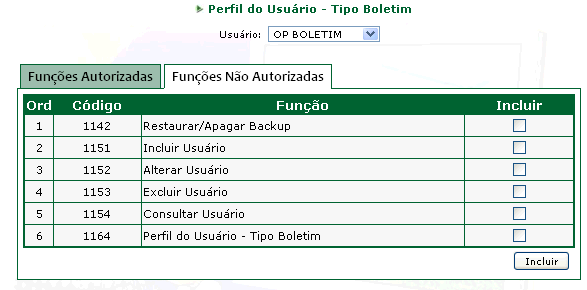 Perfil do Usuário - Tipo Boletim
Usuário: OP BOLETIM
Funções Autorizadas Funções Não Autorizadas
Ord Código Função Incluir
1 1142 Restaurar/Apagar Backup
2 1151 Incluir Usuário
3 1152 Alterar Usuário
4 1153 Excluir Usuário
5 1154 Consultar Usuário
6 1164 Perfil do Usuário - Tipo Boletim
Incluir